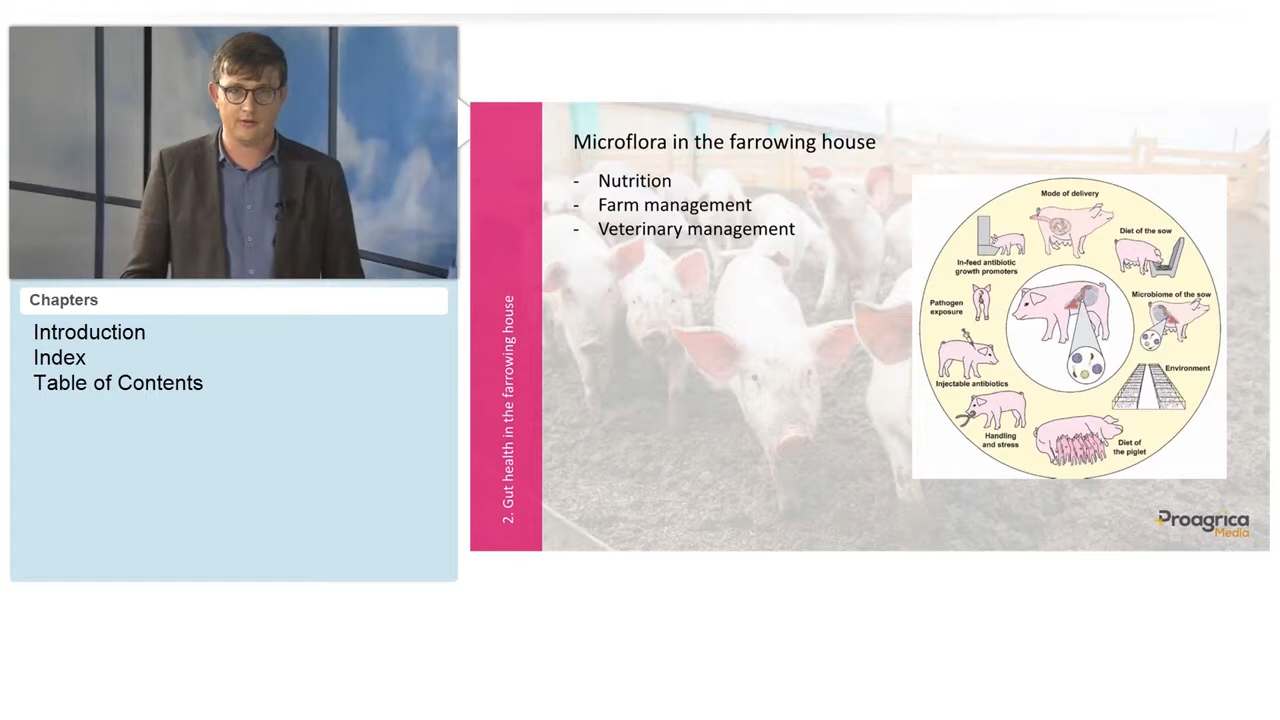 Chapters
Introduction
Index
Table of Contents
2. Gut health in the farrowing house
Microflora in the farrowing house
- Nutrition
- Farm management
- Veterinary management
Mode of delivery
Diet of the sow
Microbiome of the sow
Environment
Diet of
the piglet
Handling
and stress
Injectable antibiotics
Pathogen
exposure
In-feed antibiotic
growth promoters
Proagrica
Media